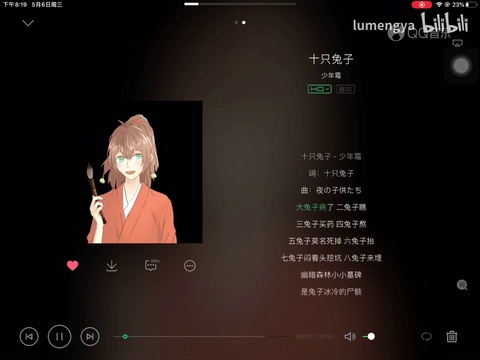 下午8:19 5月6日周三
23%
lumengya bilibili
QQ音乐
十只兔子
少年霜
HQ
音效
十只兔子 - 少年霜
词：十只兔子
曲：夜の子供たち
大兔子病了 二兔子瞧
三兔子买药 四兔子熬
五兔子莫名死掉 六兔子抬
七兔子闷着头挖坑 八兔子来埋
幽暗森林小小墓碑
是兔子冰冷的尸骸